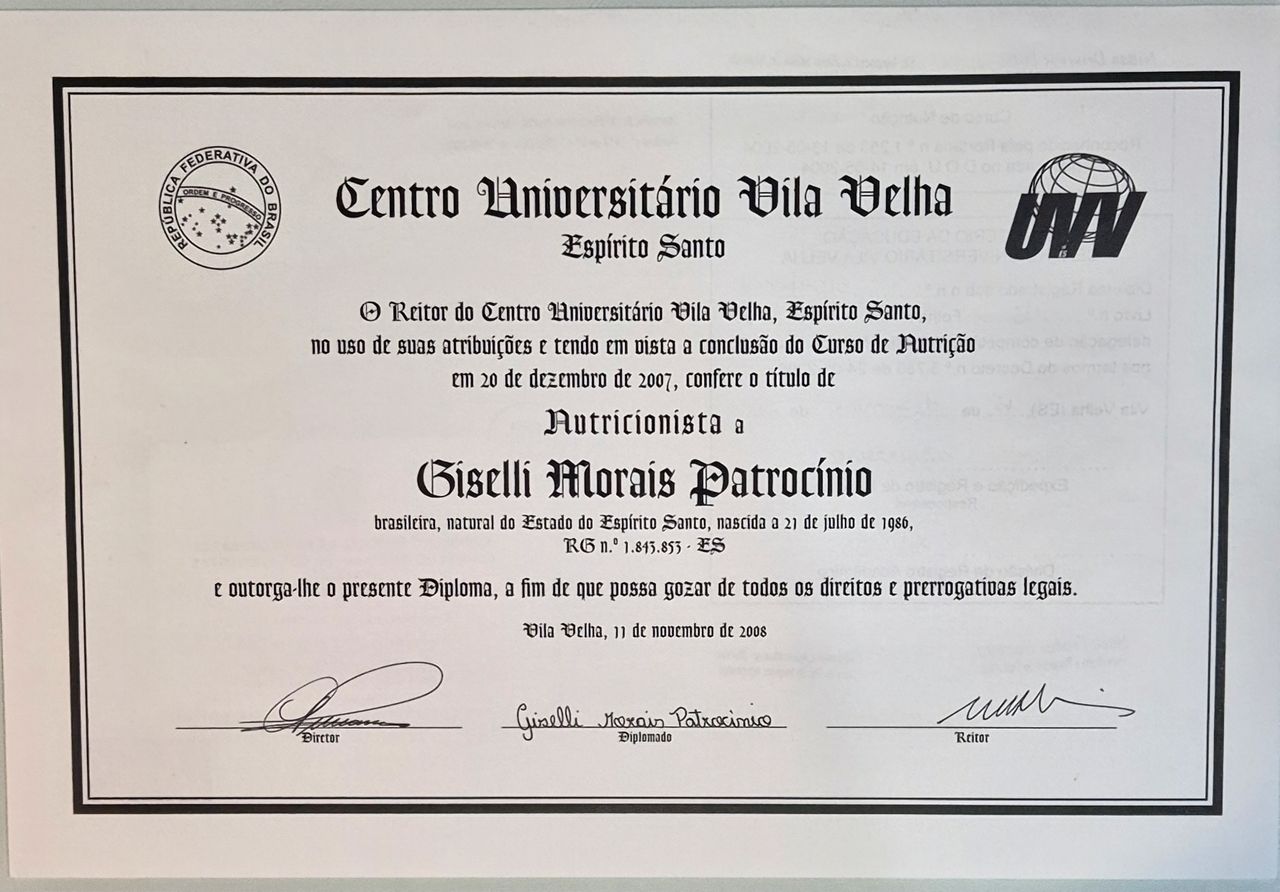 REPÚBLICA FEDERATIVA DO BRASIL
ORDEM E PROGRESSO
Centro Universitário Vila Velha
UVV
Espírito Santo
O Reitor do Centro Universitário Vila Velha, Espírito Santo,
no uso de suas atribuições e tendo em vista a conclusão do Curso de Nutrição
em 20 de dezembro de 2007, confere o título de
Nutricionista a
Giselli Morais Patrocínio
brasileira, natural do Estado do Espírito Santo, nascida a 21 de julho de 1986,
RG n.º 1.843.853 - ES
e outorga-lhe o presente Diploma, a fim de que possa gozar de todos os direitos e prerrogativas legais.
Vila Velha, 11 de novembro de 2008
Giselli Morais Patrocinio
Diretor
Diplomado
Reitor